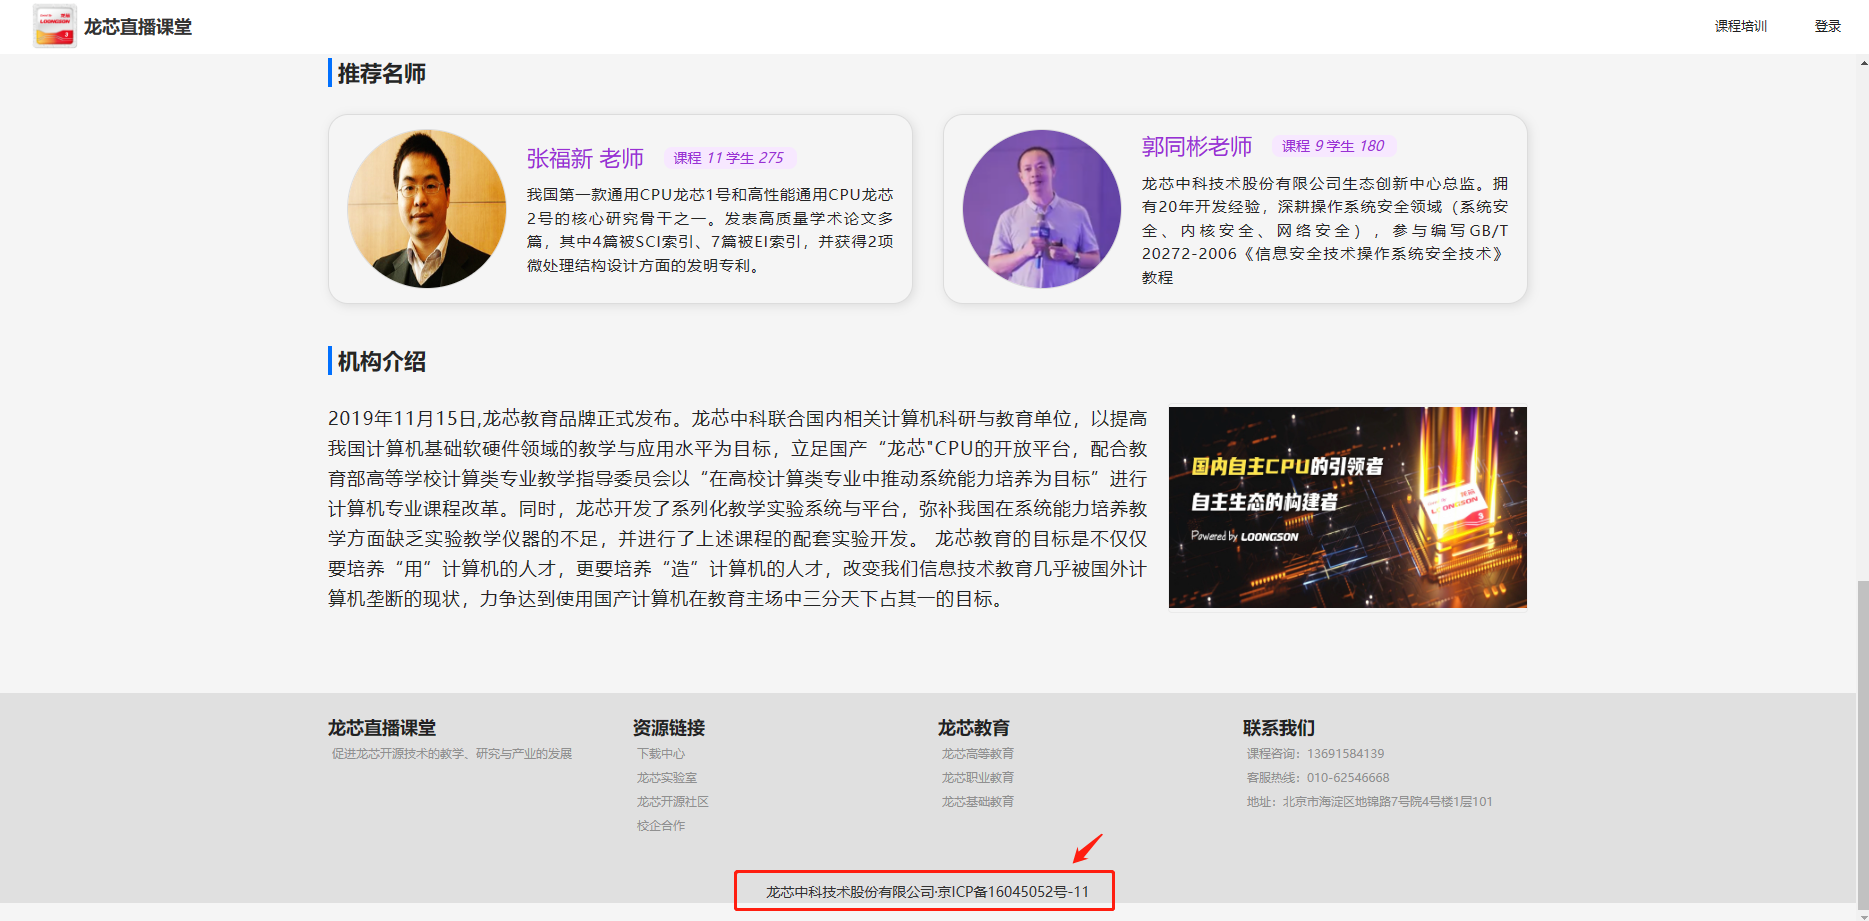 龙芯直播课堂
课程培训
登录
推荐名师
张福新 老师
课程 11 学生 275
我国第一款通用CPU龙芯1号和高性能通用CPU龙芯
2号的核心研究骨干之一。发表高质量学术论文多
篇，其中4篇被SCI索引、7篇被EI索引，并获得2项
微处理结构设计方面的发明专利。
郭同彬老师
课程 9 学生 180
龙芯中科技术股份有限公司生态创新中心总监。拥
有20年开发经验，深耕操作系统安全领域（系统安
全、内核安全、网络安全），参与编写GB/T
20272-2006《信息安全技术操作系统安全技术》
教程
机构介绍
2019年11月15日,龙芯教育品牌正式发布。龙芯中科联合国内相关计算机科研与教育单位，以提高
我国计算机基础软硬件领域的教学与应用水平为目标，立足国产“龙芯"CPU的开放平台，配合教
育部高等学校计算类专业教学指导委员会以“在高校计算类专业中推动系统能力培养为目标”进行
计算机专业课程改革。同时，龙芯开发了系列化教学实验系统与平台，弥补我国在系统能力培养教
学方面缺乏实验教学仪器的不足，并进行了上述课程的配套实验开发。 龙芯教育的目标是不仅仅
要培养“用”计算机的人才，更要培养“造”计算机的人才，改变我们信息技术教育几乎被国外计
算机垄断的现状，力争达到使用国产计算机在教育主场中三分天下占其一的目标。
国内自主CPU的引领者
自主生态的构建者
Powered by LOONGSON
龙芯
LOONGSON
3
龙芯直播课堂
促进龙芯开源技术的教学、研究与产业的发展
资源链接
下载中心
龙芯实验室
龙芯开源社区
校企合作
龙芯教育
龙芯高等教育
龙芯职业教育
龙芯基础教育
联系我们
课程咨询：13691584139
客服热线：010-62546668
地址：北京市海淀区地锦路7号院4号楼1层101
龙芯中科技术股份有限公司·京ICP备16045052号-11